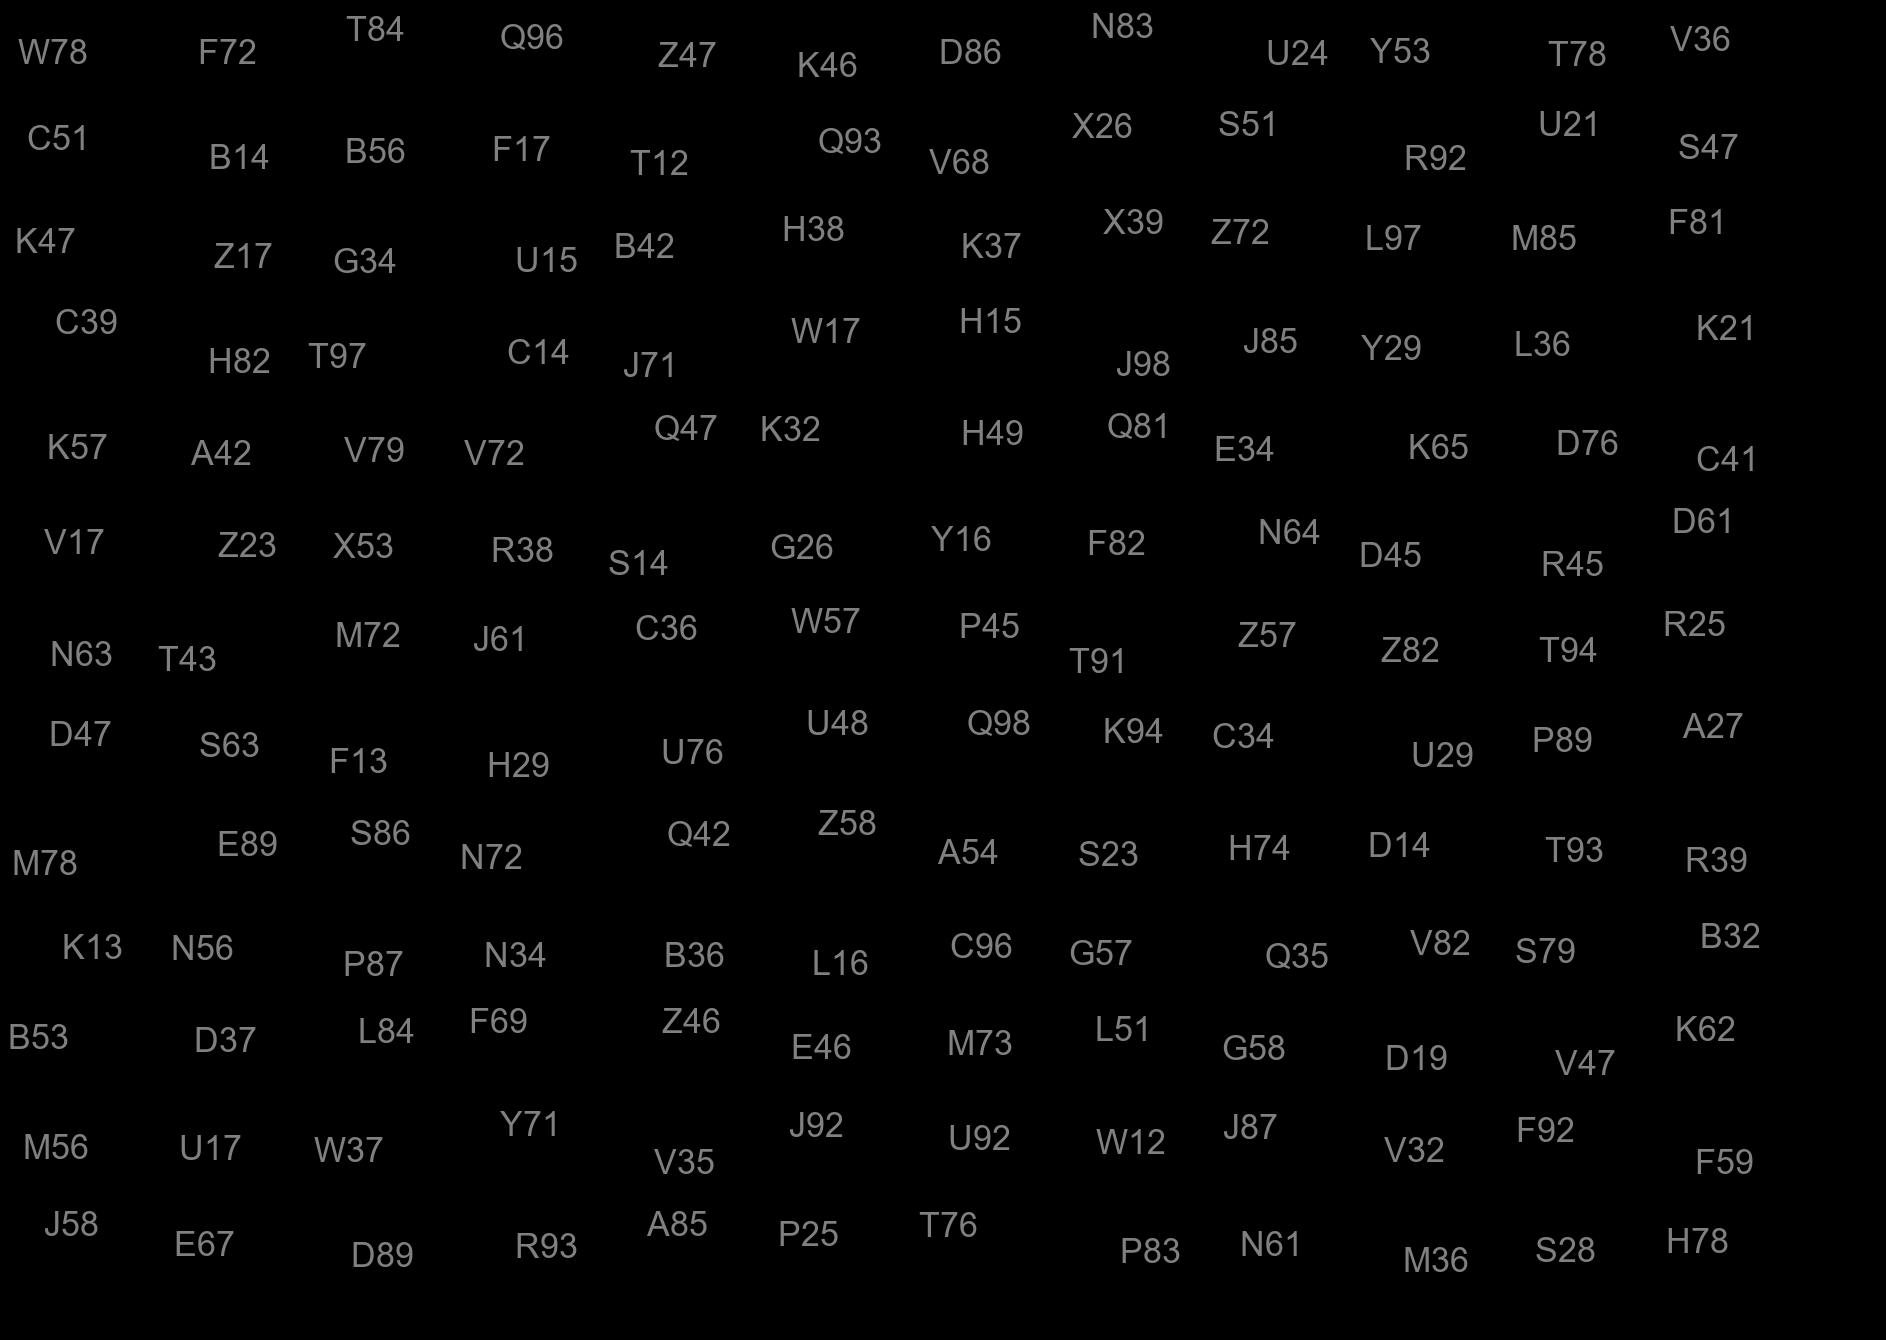 W78 F72 T84 Q96 Z47 K46 D86 N83 U24 Y53 T78 V36
C51 B14 B56 F17 T12 Q93 V68 X26 S51 R92 U21 S47
K47 Z17 G34 U15 B42 H38 K37 X39 Z72 L97 M85 F81
C39 H82 T97 C14 J71 W17 H15 J98 J85 Y29 L36 K21
K57 A42 V79 V72 Q47 K32 H49 Q81 E34 K65 D76 C41
V17 Z23 X53 R38 S14 G26 Y16 F82 N64 D45 R45 D61
N63 T43 M72 J61 C36 W57 P45 T91 Z57 Z82 T94 R25
D47 S63 F13 H29 U76 U48 Q98 K94 C34 U29 P89 A27
M78 E89 S86 N72 Q42 Z58 A54 S23 H74 D14 T93 R39
K13 N56 P87 N34 B36 L16 C96 G57 Q35 V82 S79 B32
B53 D37 L84 F69 Z46 E46 M73 L51 G58 D19 V47 K62
M56 U17 W37 Y71 V35 J92 U92 W12 J87 V32 F92 F59
J58 E67 D89 R93 A85 P25 T76 P83 N61 M36 S28 H78